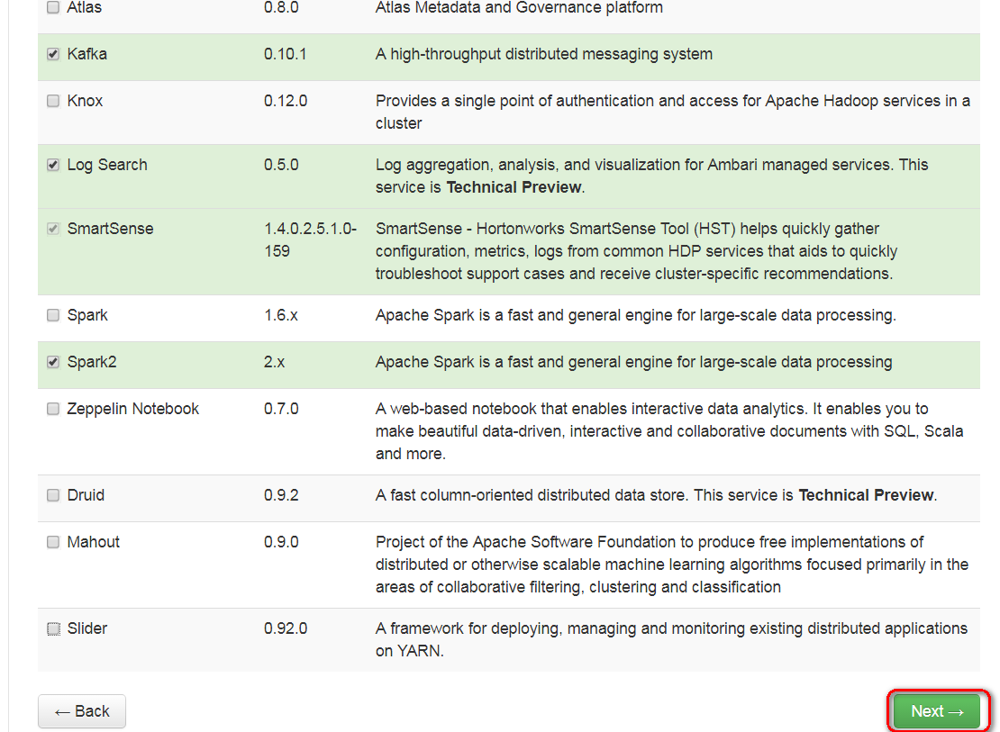 Atlas 0.8.0 Atlas Metadata and Governance platform
Kafka 0.10.1 A high-throughput distributed messaging system
Knox 0.12.0 Provides a single point of authentication and access for Apache Hadoop services in a
cluster
Log Search 0.5.0 Log aggregation, analysis, and visualization for Ambari managed services. This
service is Technical Preview.
SmartSense 1.4.0.2.5.1.0- SmartSense - Hortonworks SmartSense Tool (HST) helps quickly gather
159 configuration, metrics, logs from common HDP services that aids to quickly
troubleshoot support cases and receive cluster-specific recommendations.
Spark 1.6.x Apache Spark is a fast and general engine for large-scale data processing.
Spark2 2.x Apache Spark is a fast and general engine for large-scale data processing
Zeppelin Notebook 0.7.0 A web-based notebook that enables interactive data analytics. It enables you to
make beautiful data-driven, interactive and collaborative documents with SQL, Scala
and more.
Druid 0.9.2 A fast column-oriented distributed data store. This service is Technical Preview.
Mahout 0.9.0 Project of the Apache Software Foundation to produce free implementations of
distributed or otherwise scalable machine learning algorithms focused primarily in the
areas of collaborative filtering, clustering and classification
Slider 0.92.0 A framework for deploying, managing and monitoring existing distributed applications
on YARN.
← Back Next →